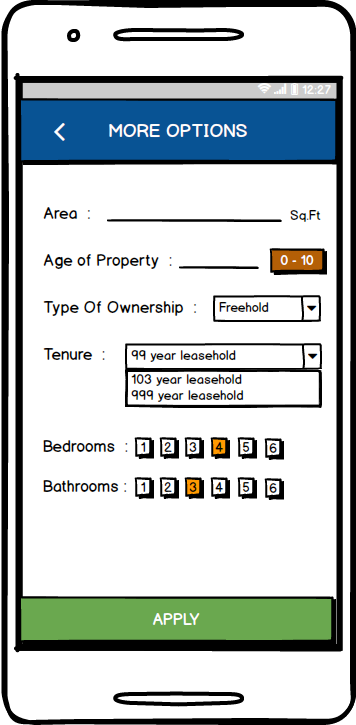 12:27
MORE OPTIONS
Area : Sq.Ft
Age of Property : 0 - 10
Type Of Ownership : Freehold
Tenure : 99 year leasehold
103 year leasehold
999 year leasehold
Bedrooms : 1 2 3 4 5 6
Bathrooms : 1 2 3 4 5 6
APPLY